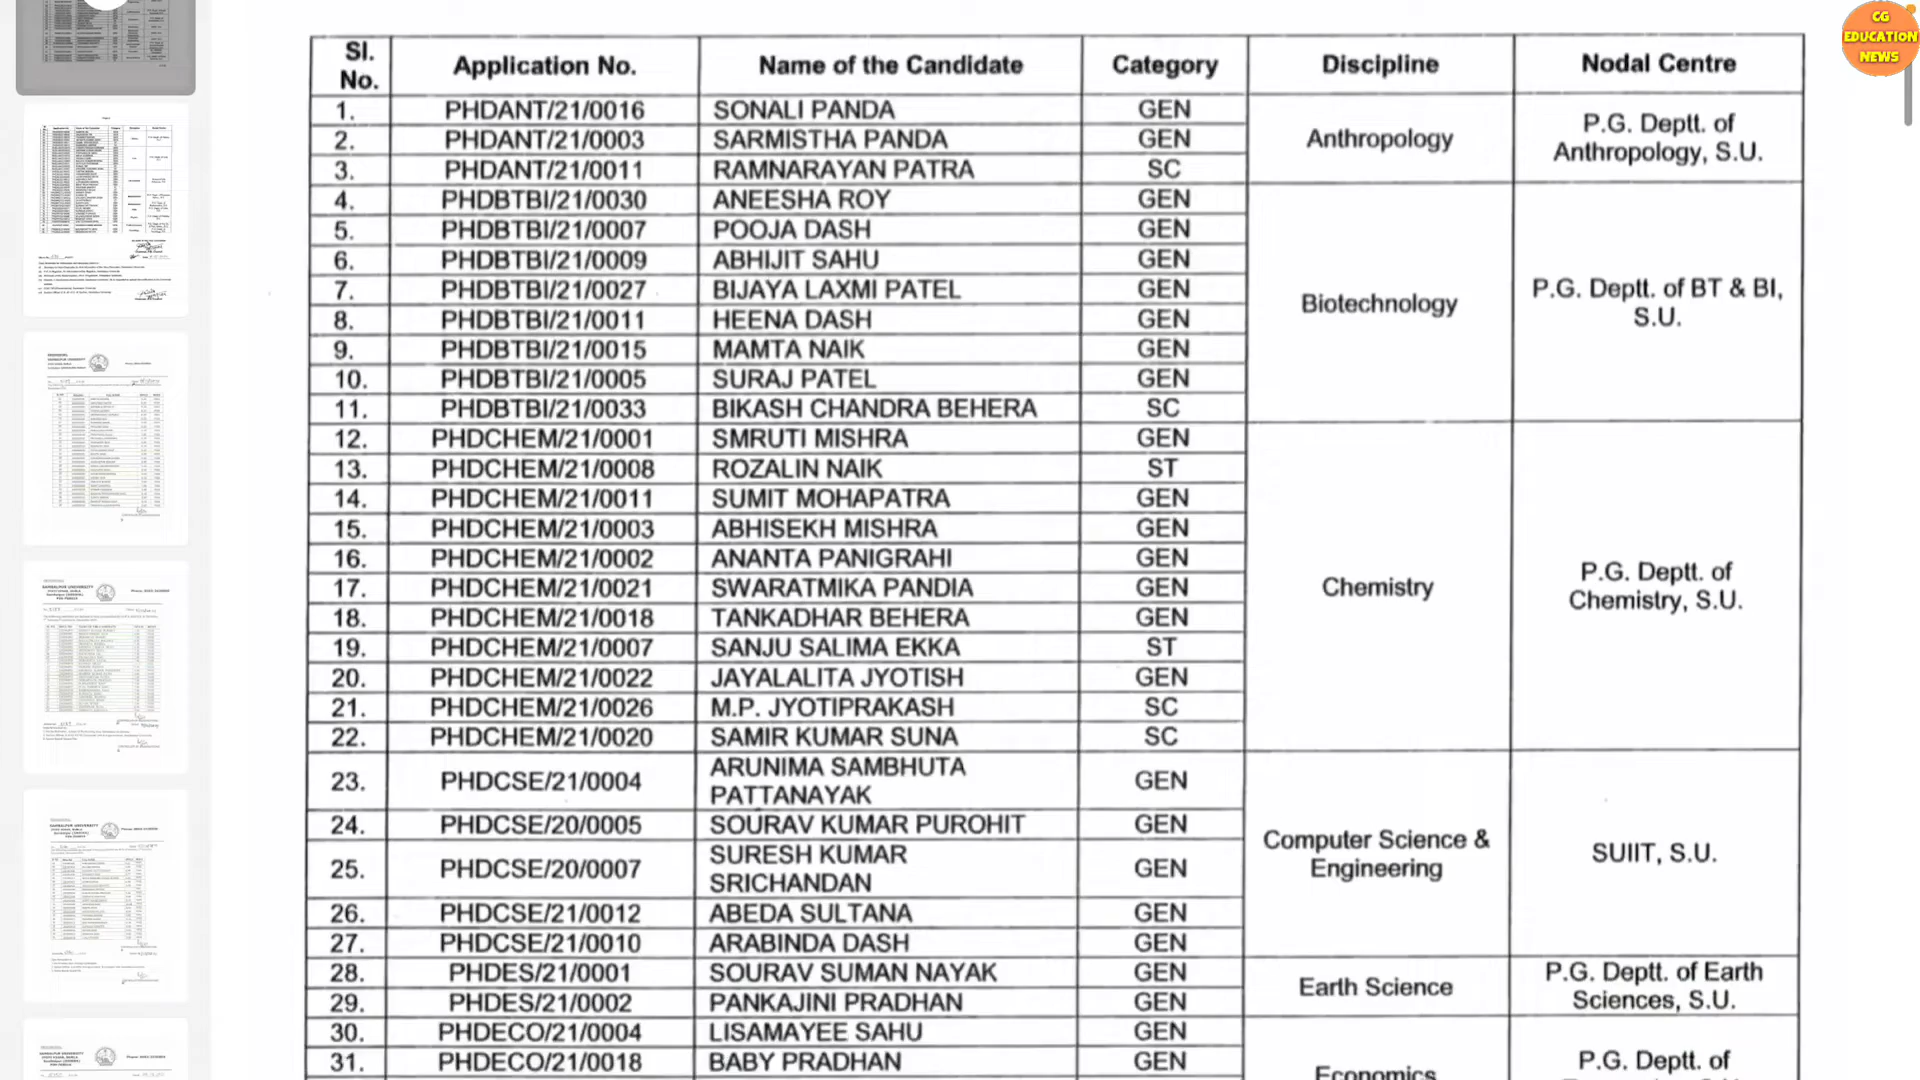 CG
EDUCATION
NEWS
Sl. No. Application No. Name of the Candidate Category Discipline Nodal Centre
1. PHDANT/21/0016 SONALI PANDA GEN
2. PHDANT/21/0003 SARMISTHA PANDA GEN
3. PHDANT/21/0011 RAMNARAYAN PATRA SC
Anthropology
P.G. Deptt. of
Anthropology, S.U.
4. PHDBTBI/21/0030 ANEESHA ROY GEN
5. PHDBTBI/21/0007 POOJA DASH GEN
6. PHDBTBI/21/0009 ABHIJIT SAHU GEN
7. PHDBTBI/21/0027 BIJAYA LAXMI PATEL GEN
8. PHDBTBI/21/0011 HEENA DASH GEN
9. PHDBTBI/21/0015 MAMTA NAIK GEN
10. PHDBTBI/21/0005 SURAJ PATEL GEN
11. PHDBTBI/21/0033 BIKASH CHANDRA BEHERA SC
Biotechnology
P.G. Deptt. of BT & BI,
S.U.
12. PHDCHEM/21/0001 SMRUTI MISHRA GEN
13. PHDCHEM/21/0008 ROZALIN NAIK ST
14. PHDCHEM/21/0011 SUMIT MOHAPATRA GEN
15. PHDCHEM/21/0003 ABHISEKH MISHRA GEN
16. PHDCHEM/21/0002 ANANTA PANIGRAHI GEN
17. PHDCHEM/21/0021 SWARATMIKA PANDIA GEN
18. PHDCHEM/21/0018 TANKADHAR BEHERA GEN
19. PHDCHEM/21/0007 SANJU SALIMA EKKA ST
20. PHDCHEM/21/0022 JAYALALITA JYOTISH GEN
21. PHDCHEM/21/0026 M.P. JYOTIPRAKASH SC
22. PHDCHEM/21/0020 SAMIR KUMAR SUNA SC
Chemistry
P.G. Deptt. of
Chemistry, S.U.
23. PHDCSE/21/0004 ARUNIMA SAMBHUTA PATTANAYAK GEN
24. PHDCSE/20/0005 SOURAV KUMAR PUROHIT GEN
25. PHDCSE/20/0007 SURESH KUMAR SRICHANDAN GEN
26. PHDCSE/21/0012 ABEDA SULTANA GEN
27. PHDCSE/21/0010 ARABINDA DASH GEN
Computer Science &
Engineering
SUIIT, S.U.
28. PHDES/21/0001 SOURAV SUMAN NAYAK GEN
29. PHDES/21/0002 PANKAJINI PRADHAN GEN
Earth Science
P.G. Deptt. of Earth
Sciences, S.U.
30. PHDECO/21/0004 LISAMAYEE SAHU GEN
31. PHDECO/21/0018 BABY PRADHAN GEN
Economics
P.G. Deptt. of